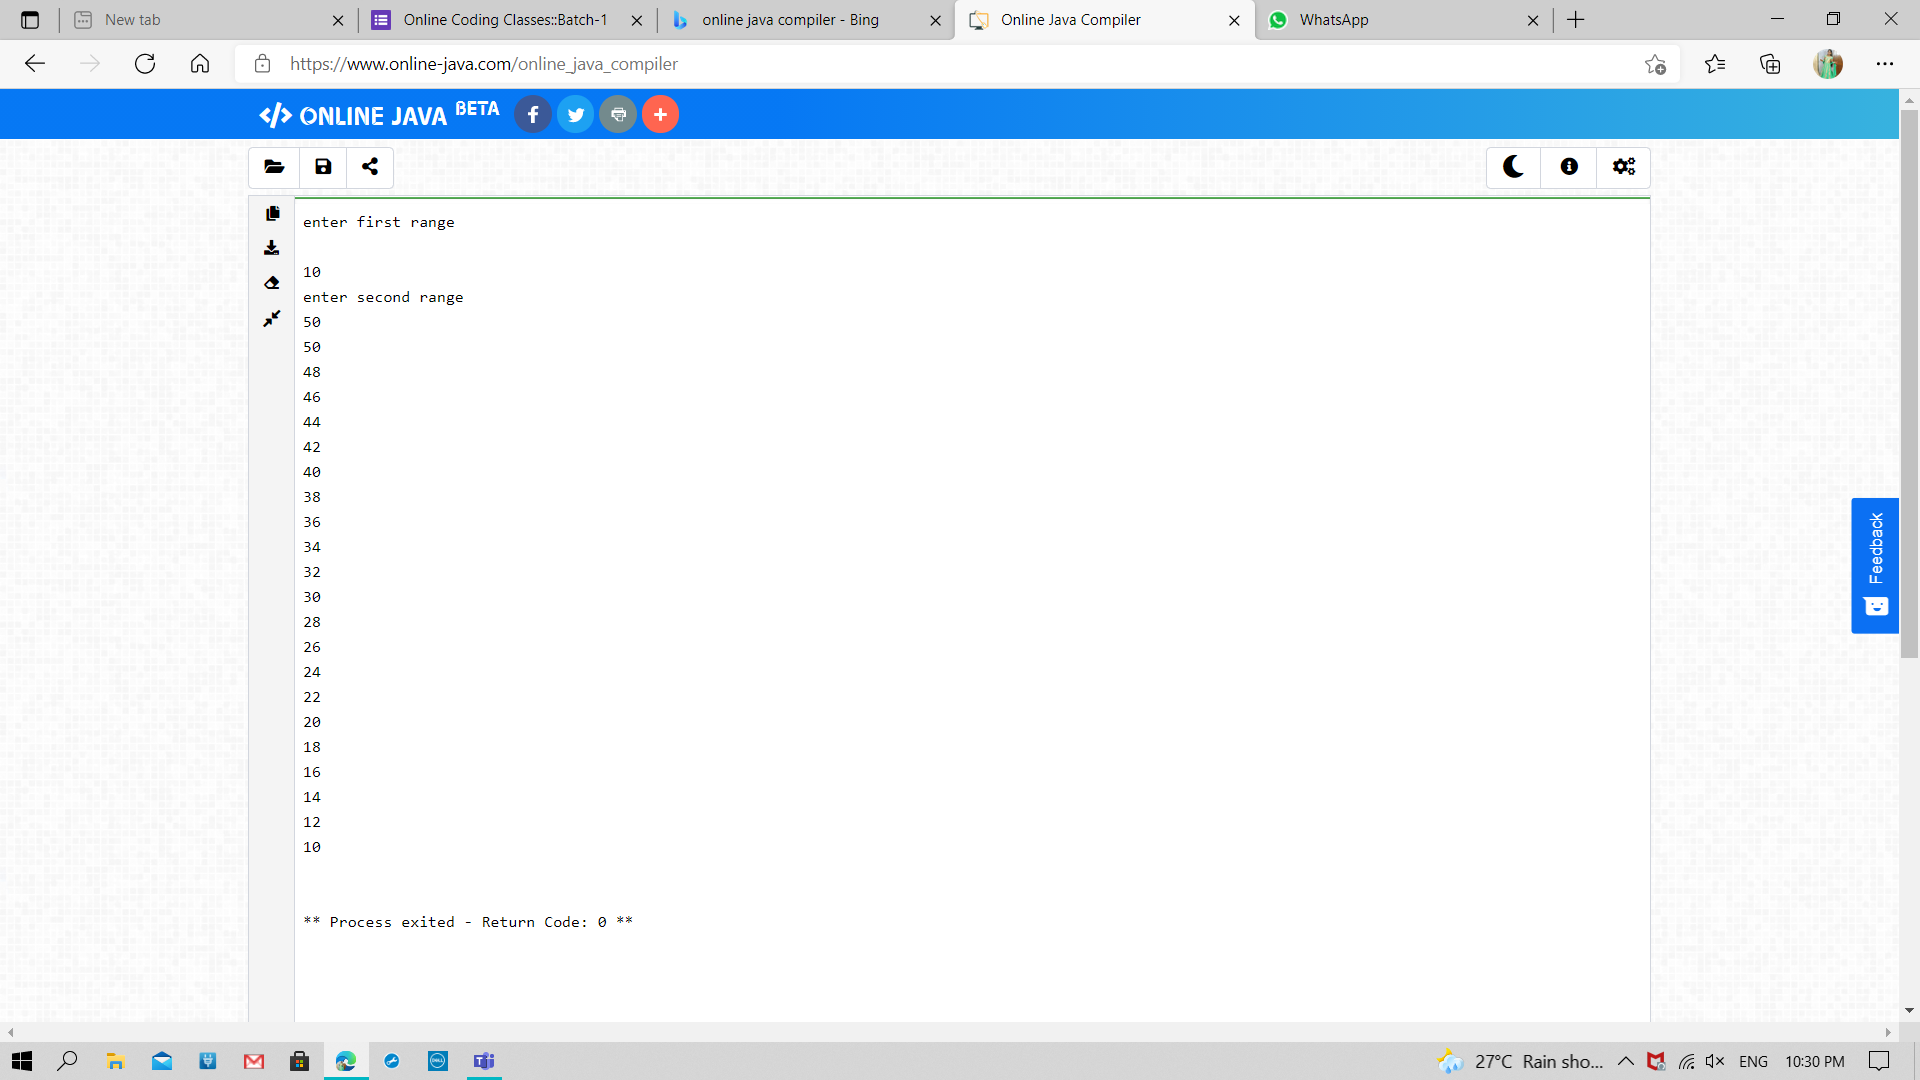 New tab
Online Coding Classes::Batch-1
online java compiler - Bing
Online Java Compiler
WhatsApp
https://www.online-java.com/online_java_compiler
</> ONLINE JAVA BETA
enter first range
10
enter second range
50
50
48
46
44
42
40
38
36
34
32
30
28
26
24
22
20
18
16
14
12
10
** Process exited - Return Code: 0 **
Feedback
27°C Rain sho... ENG 10:30 PM